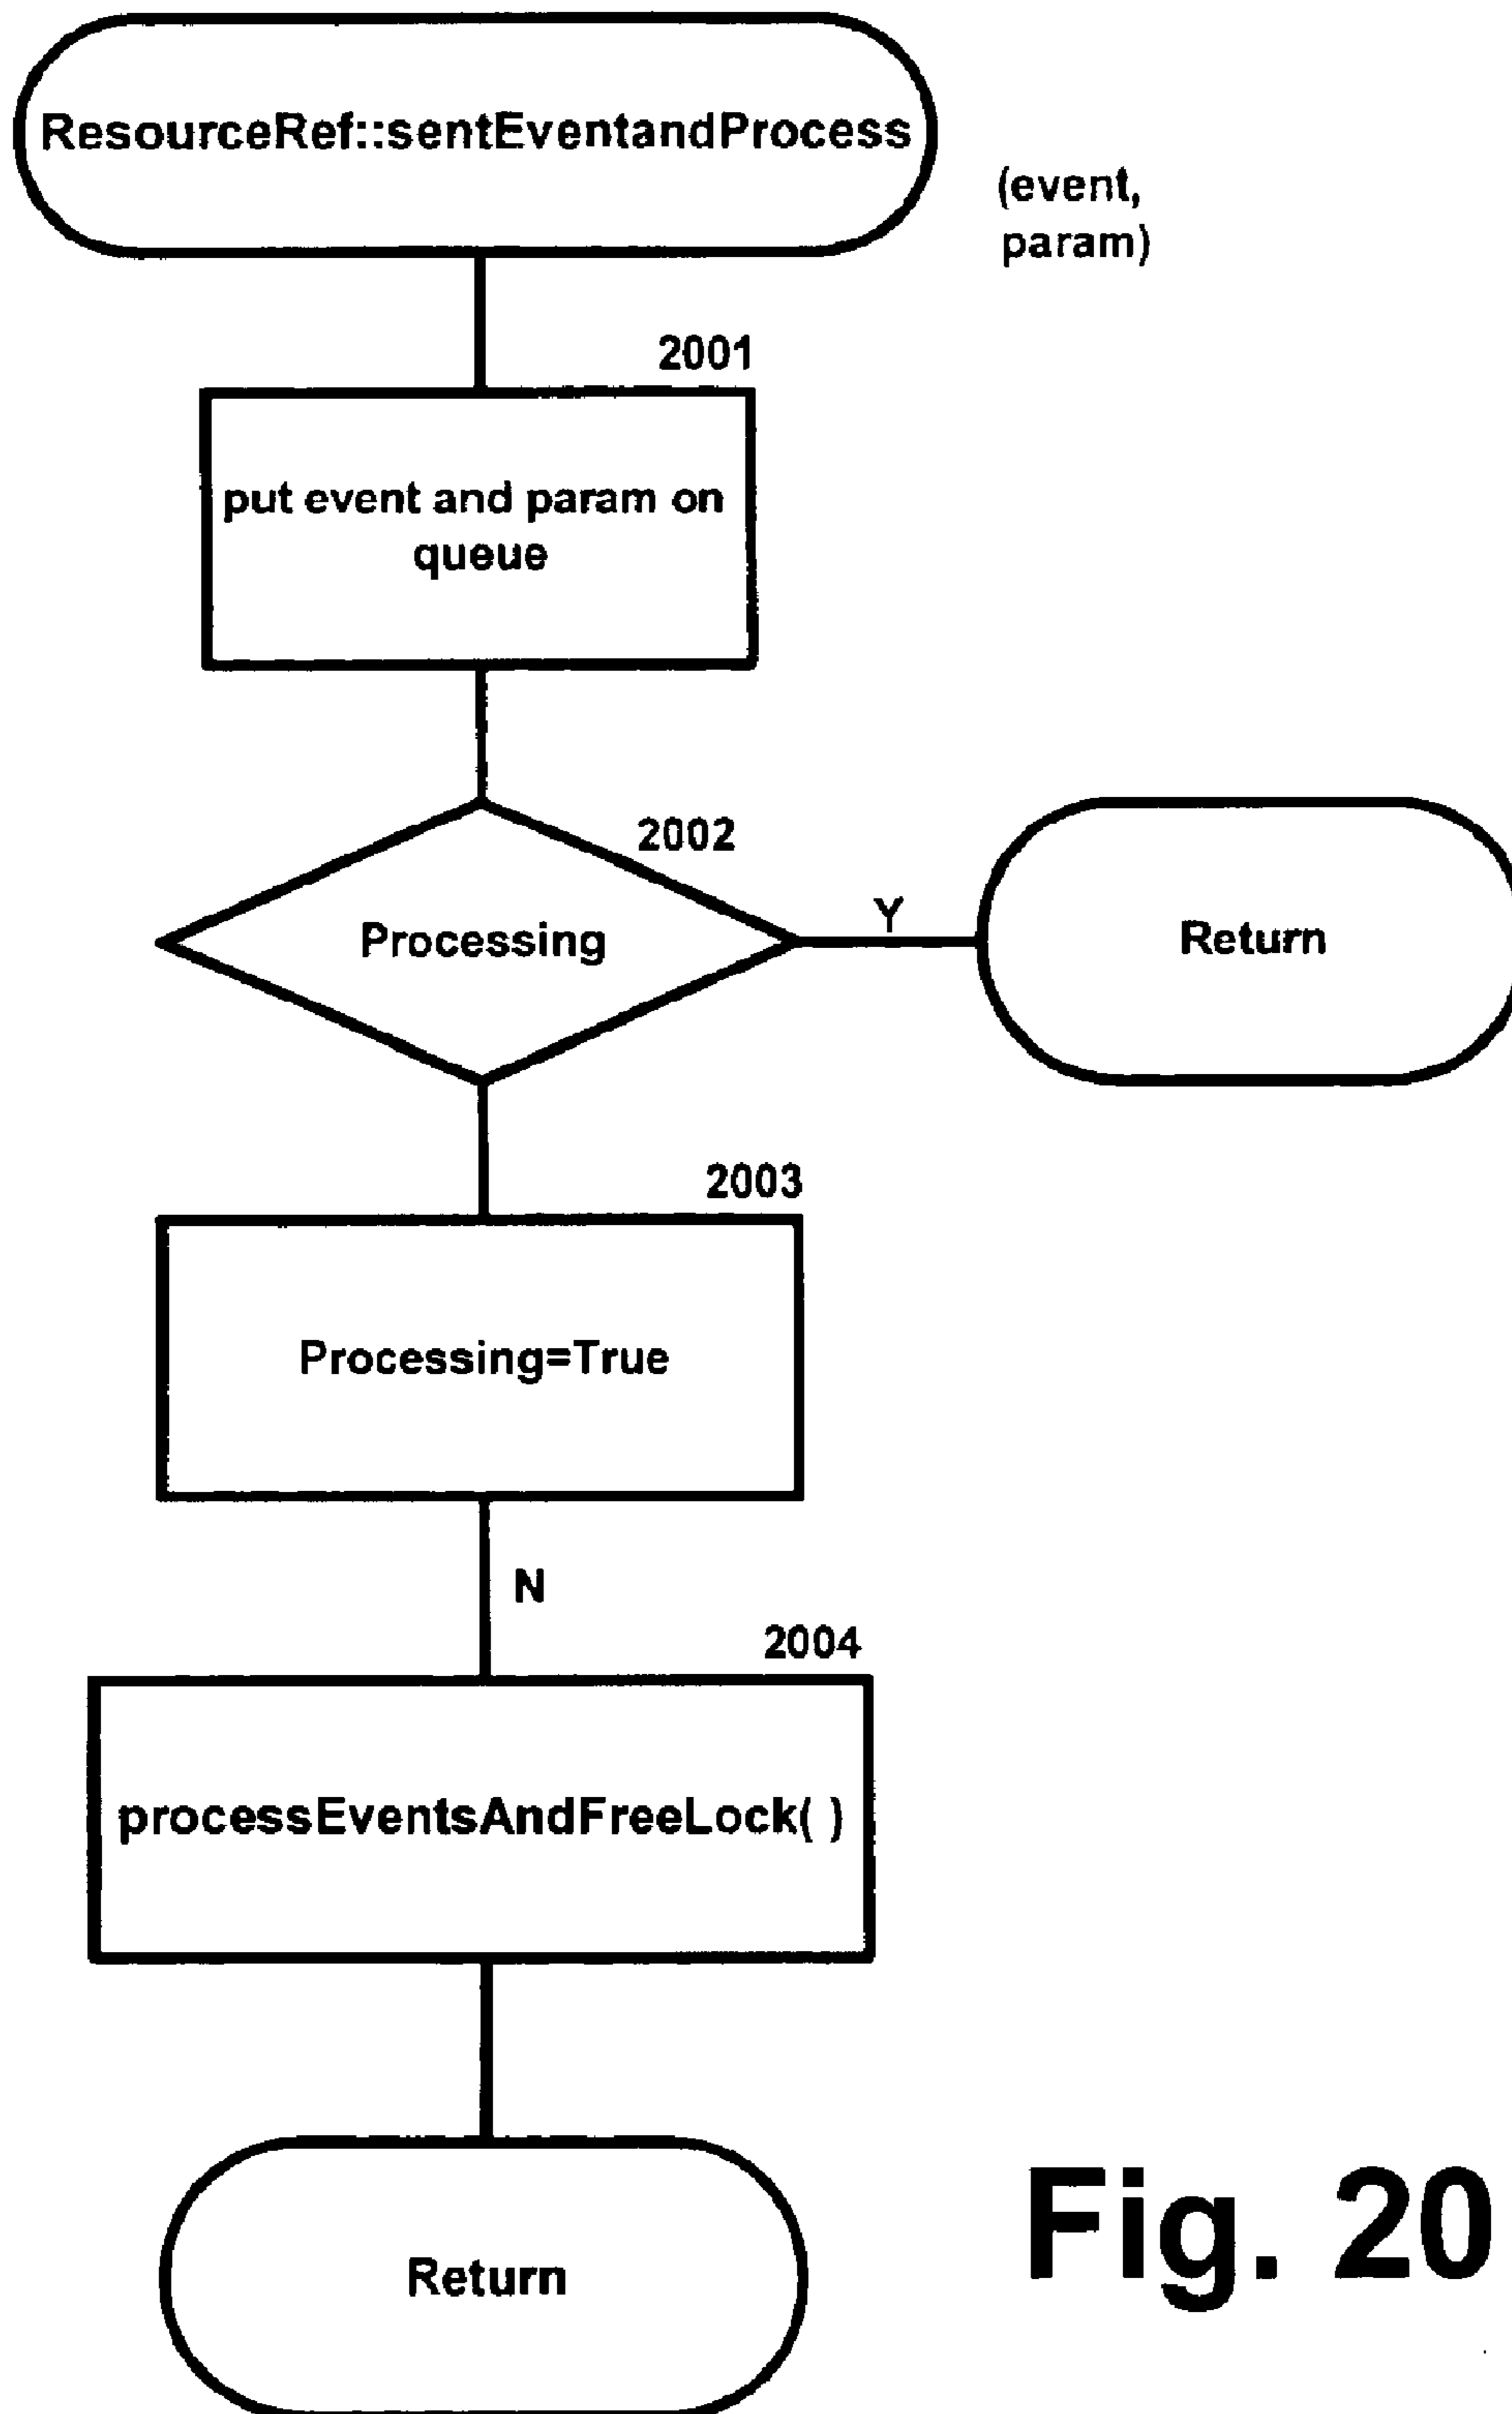 ResourceRef::sentEventandProcess
(event,
param)
2001
put event and param on
queue
2002
Processing
Y
Return
2003
Processing=True
N
2004
processEventsAndFreeLock( )
Return
Fig. 20